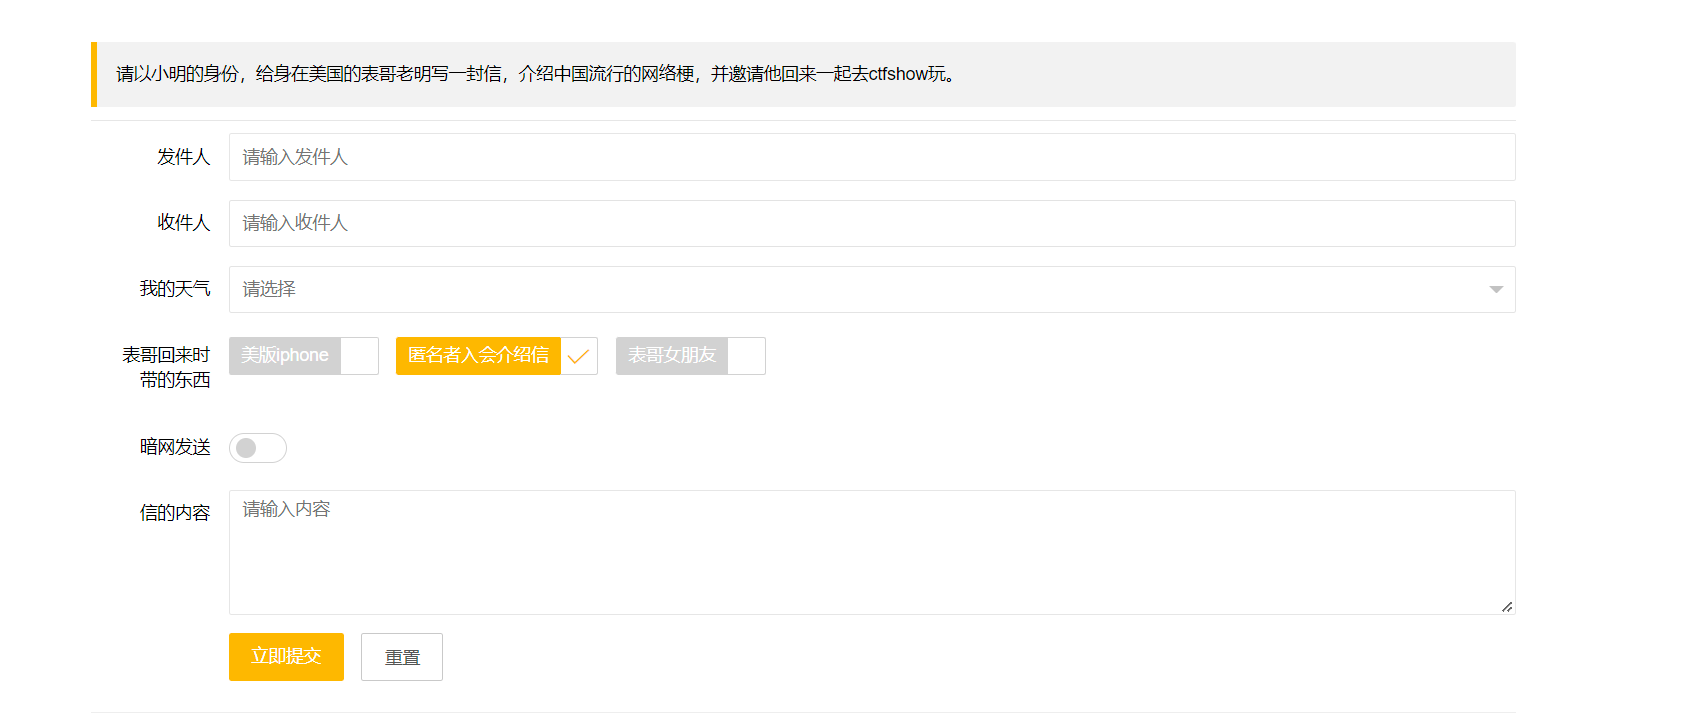 请以小明的身份，给身在美国的表哥老明写一封信，介绍中国流行的网络梗，并邀请他回来一起去ctfshow玩。
发件人 请输入发件人
收件人 请输入收件人
我的天气 请选择
表哥回来时 美版iphone 匿名者入会介绍信 表哥女朋友
带的东西
暗网发送
信的内容 请输入内容
立即提交 重置